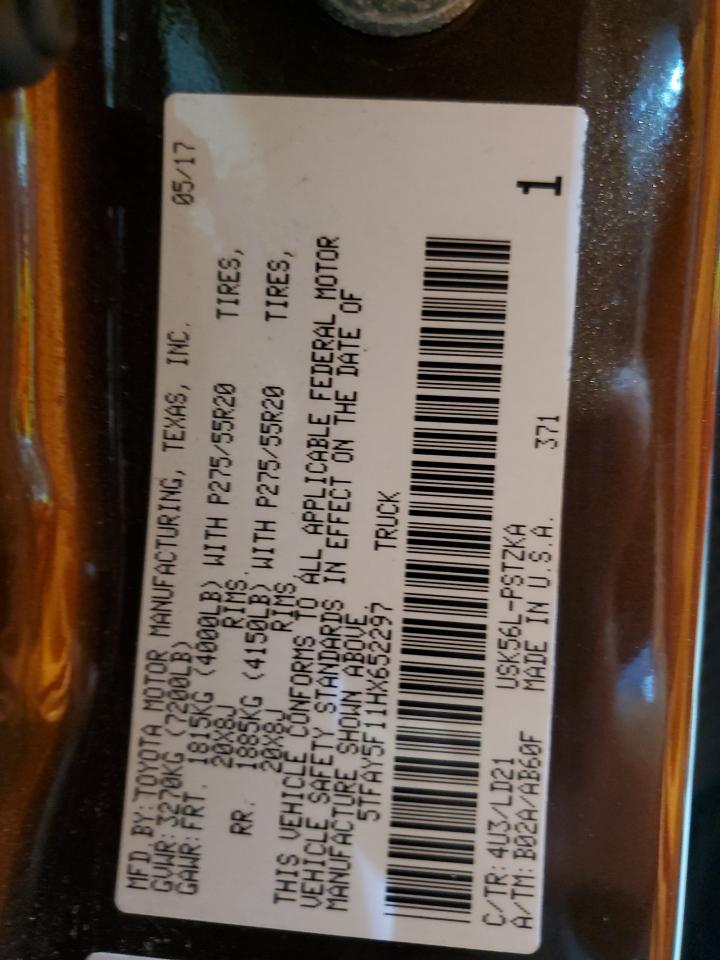 MFD BY: TOYOTA MOTOR MANUFACTURING, TEXAS, INC. 05/17
GVWR: 3270KG (7200LB)
GAWR: FRT. 1815KG (4000LB) WITH P275/55R20 TIRES,
20X8J RIMS.
RR. 1885KG (4150LB) WITH P275/55R20 TIRES,
20X8J RIMS.
THIS VEHICLE CONFORMS TO ALL APPLICABLE FEDERAL MOTOR
VEHICLE SAFETY STANDARDS IN EFFECT ON THE DATE OF
MANUFACTURE SHOWN ABOVE
5TFAY5F11HX652297 TRUCK
C/TR: 4U3/LD21 USK56L-PSTZKA
A/TM: B02A/AB60F MADE IN U.S.A. 371
1